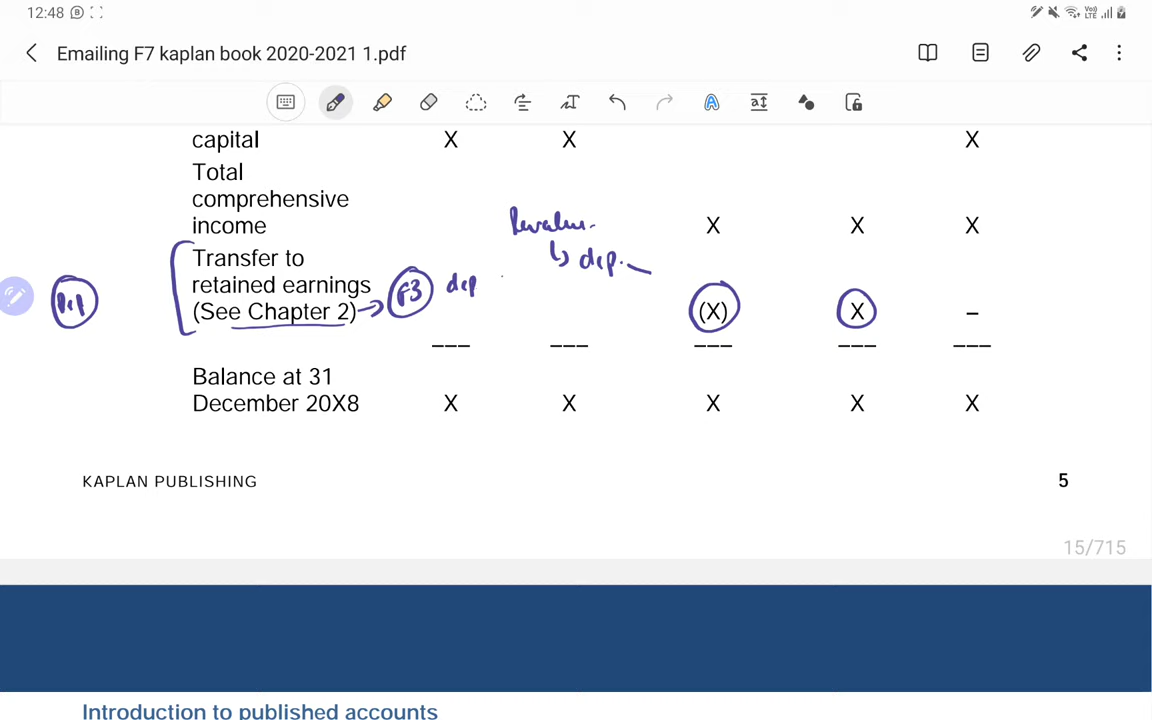 12:48
Emailing F7 kaplan book 2020-2021 1.pdf
capital X X X
Total
comprehensive
income X X X
Transfer to
retained earnings
(See Chapter 2) (X) X –
F3 dep
dep.
Balance at 31
December 20X8 X X X X X
KAPLAN PUBLISHING 5
15/715
Introduction to published accounts